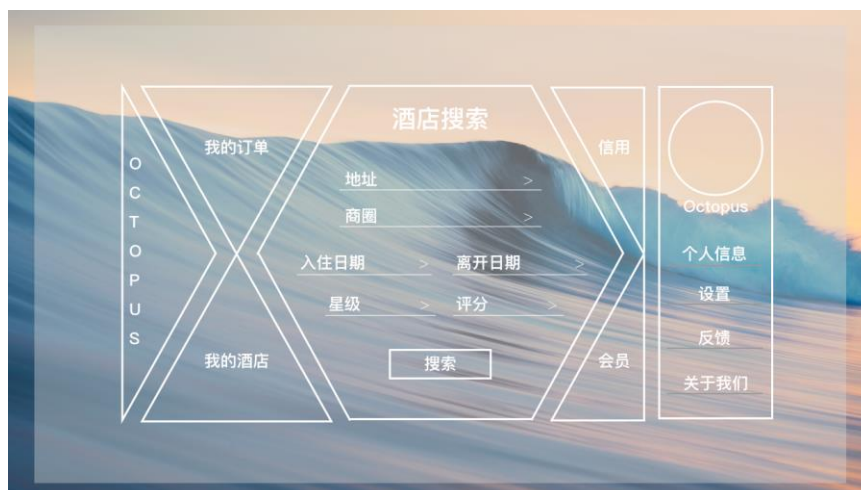 OCTOPUS
我的订单
我的酒店
酒店搜索
地址 >
商圈 >
入住日期 > 离开日期 >
星级 > 评分 >
搜索
信用
会员
Octopus
个人信息
设置
反馈
关于我们